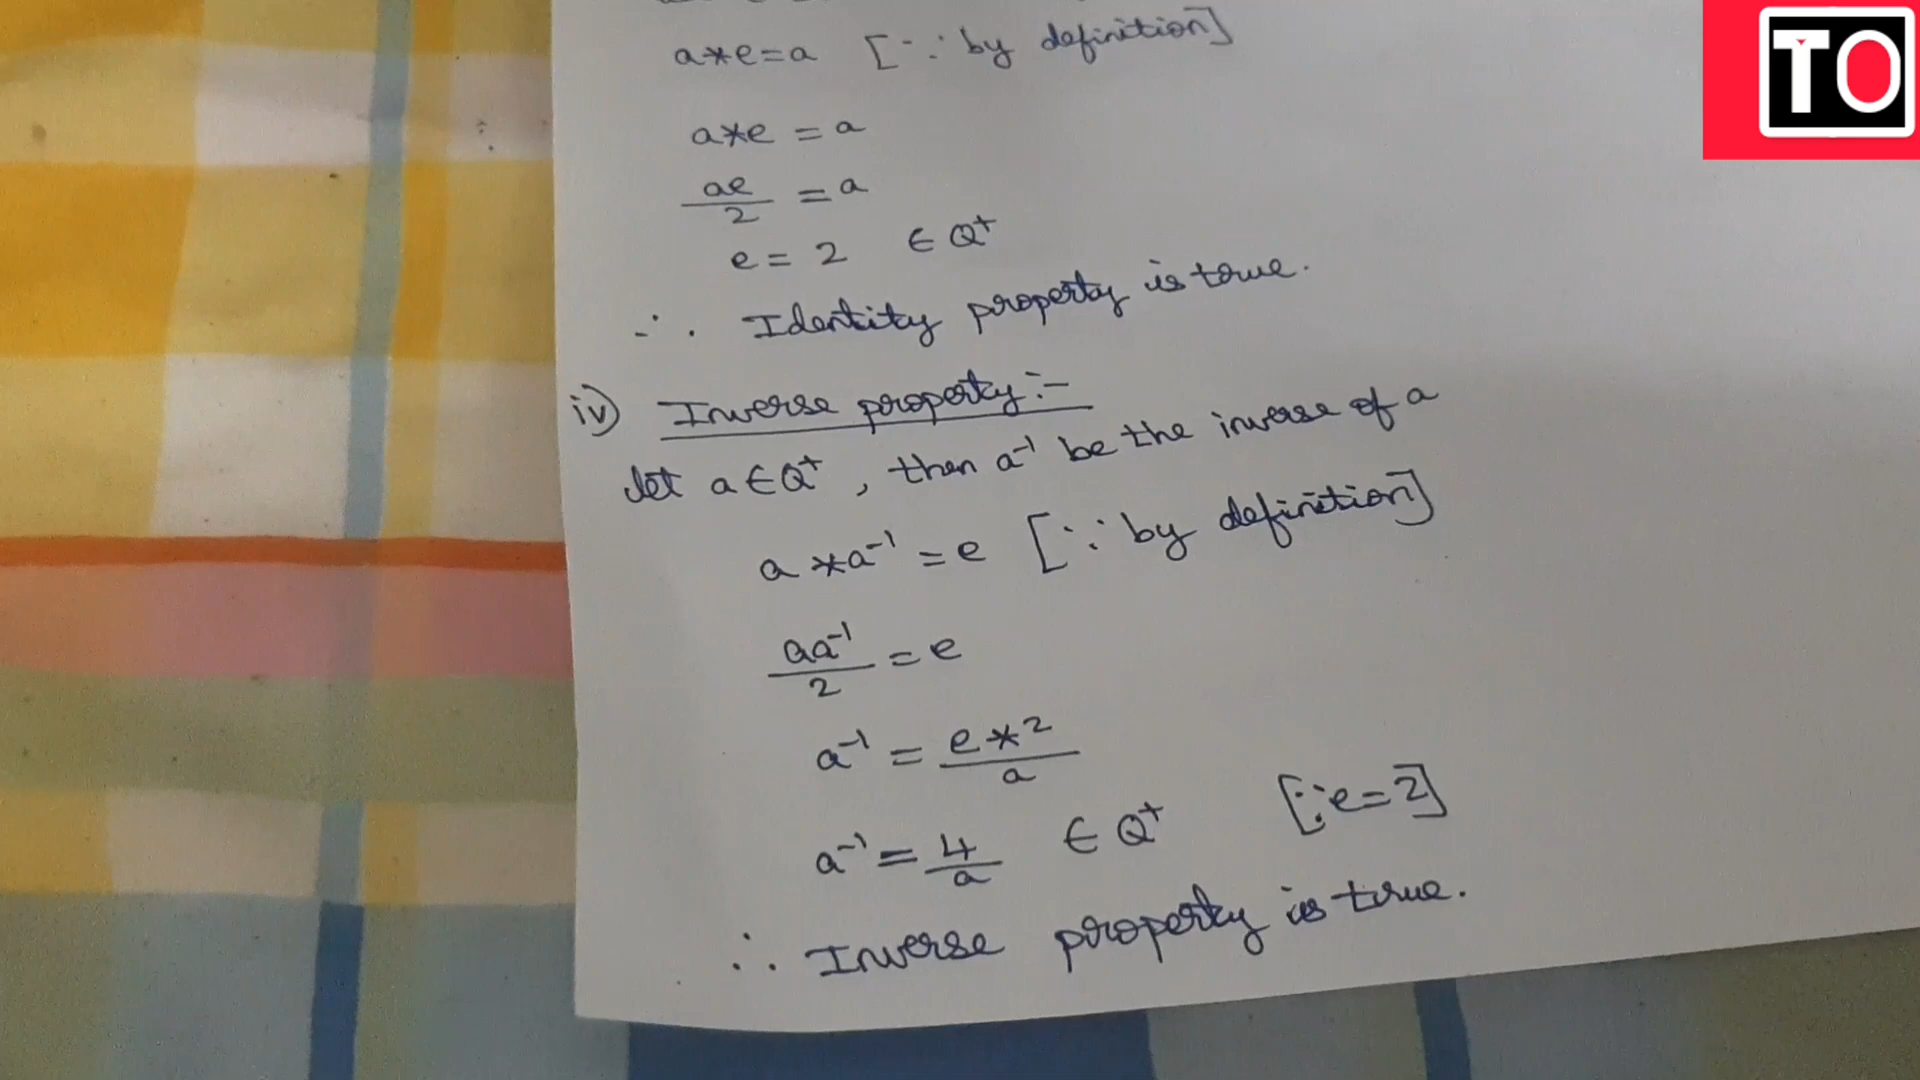 TO
a*e=a [∵ by definition]
a*e = a
ae/2 = a
e = 2 ∈ Q⁺
∴ Identity property is true.
iv) Inverse property:-
Let a∈Q⁺, then a⁻¹ be the inverse of a
a*a⁻¹ = e [∵ by definition]
aa⁻¹/2 = e
a⁻¹ = e*2/a
a⁻¹ = 4/a ∈ Q⁺ [∵e=2]
∴ Inverse property is true.